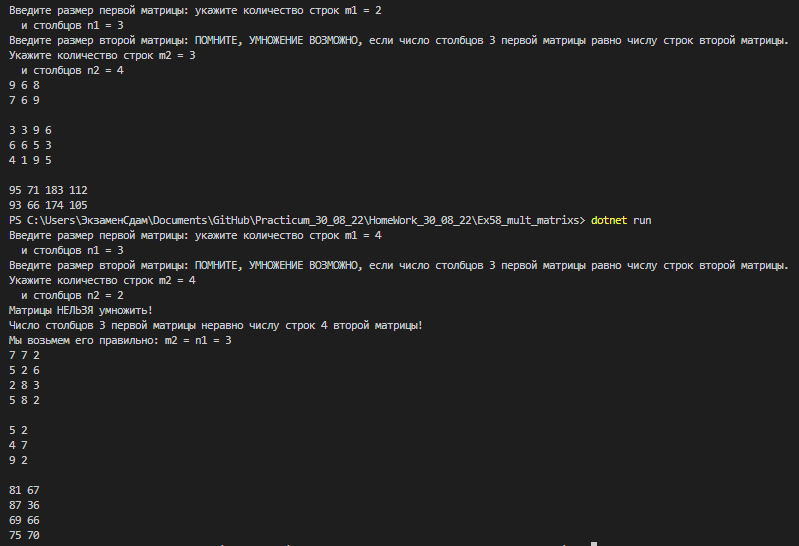 Введите размер первой матрицы: укажите количество строк m1 = 2
и столбцов n1 = 3
Введите размер второй матрицы: ПОМНИТЕ, УМНОЖЕНИЕ ВОЗМОЖНО, если число столбцов 3 первой матрицы равно числу строк второй матрицы.
Укажите количество строк m2 = 3
и столбцов n2 = 4
9 6 8
7 6 9

3 3 9 6
6 6 5 3
4 1 9 5

95 71 183 112
93 66 174 105
PS C:\Users\ЭкзаменСдам\Documents\GitHub\Practicum_30_08_22\HomeWork_30_08_22\Ex58_mult_matrixs> dotnet run
Введите размер первой матрицы: укажите количество строк m1 = 4
и столбцов n1 = 3
Введите размер второй матрицы: ПОМНИТЕ, УМНОЖЕНИЕ ВОЗМОЖНО, если число столбцов 3 первой матрицы равно числу строк второй матрицы.
Укажите количество строк m2 = 4
и столбцов n2 = 2
Матрицы НЕЛЬЗЯ умножить!
Число столбцов 3 первой матрицы неравно числу строк 4 второй матрицы!
Мы возьмем его правильно: m2 = n1 = 3
7 7 2
5 2 6
2 8 3
5 8 2

5 2
4 7
9 2

81 67
87 36
69 66
75 70